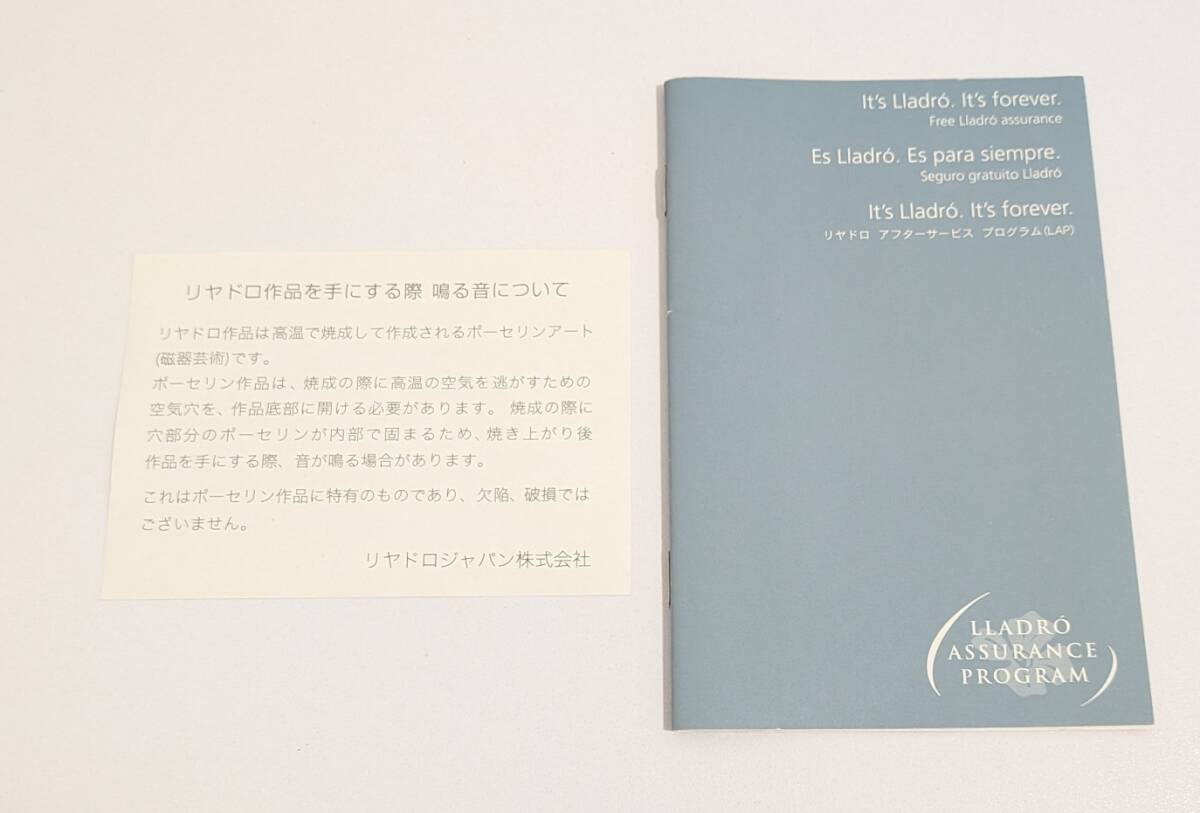 リヤドロ作品を手にする際 鳴る音について
リヤドロ作品は高温で焼成して作成されるポーセリンアート
(磁器芸術)です。
ポーセリン作品は、焼成の際に高温の空気を逃がすための
空気穴を、作品底部に開ける必要があります。 焼成の際に
穴部分のポーセリンが内部で固まるため、焼き上がり後
作品を手にする際、音が鳴る場合があります。
これはポーセリン作品に特有のものであり、欠陥、破損では
ございません。
リヤドロジャパン株式会社
It's Lladró. It's forever.
Free Lladró assurance
Es Lladró. Es para siempre.
Seguro gratuito Lladró
It's Lladró. It's forever.
リヤドロ アフターサービス プログラム(LAP)
LLADRÓ
ASSURANCE
PROGRAM